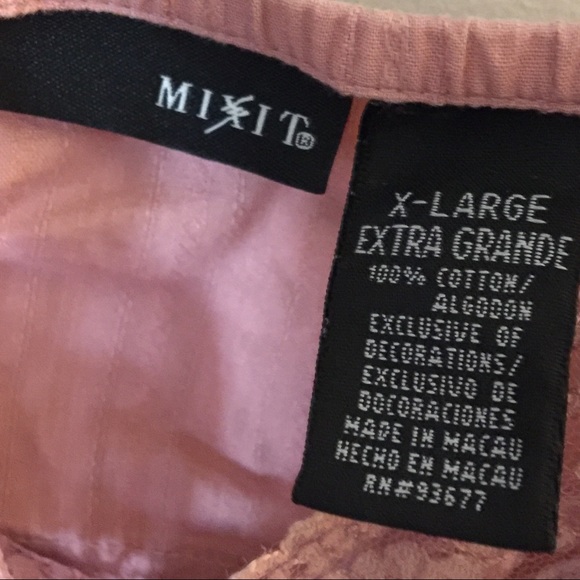 MIXIT®
X-LARGE
EXTRA GRANDE
100% COTTON/
ALGODON
EXCLUSIVE OF
DECORATIONS/
EXCLUSIVO DE
DOCORACIONES
MADE IN MACAU
HECHO EN MACAU
RN#93677